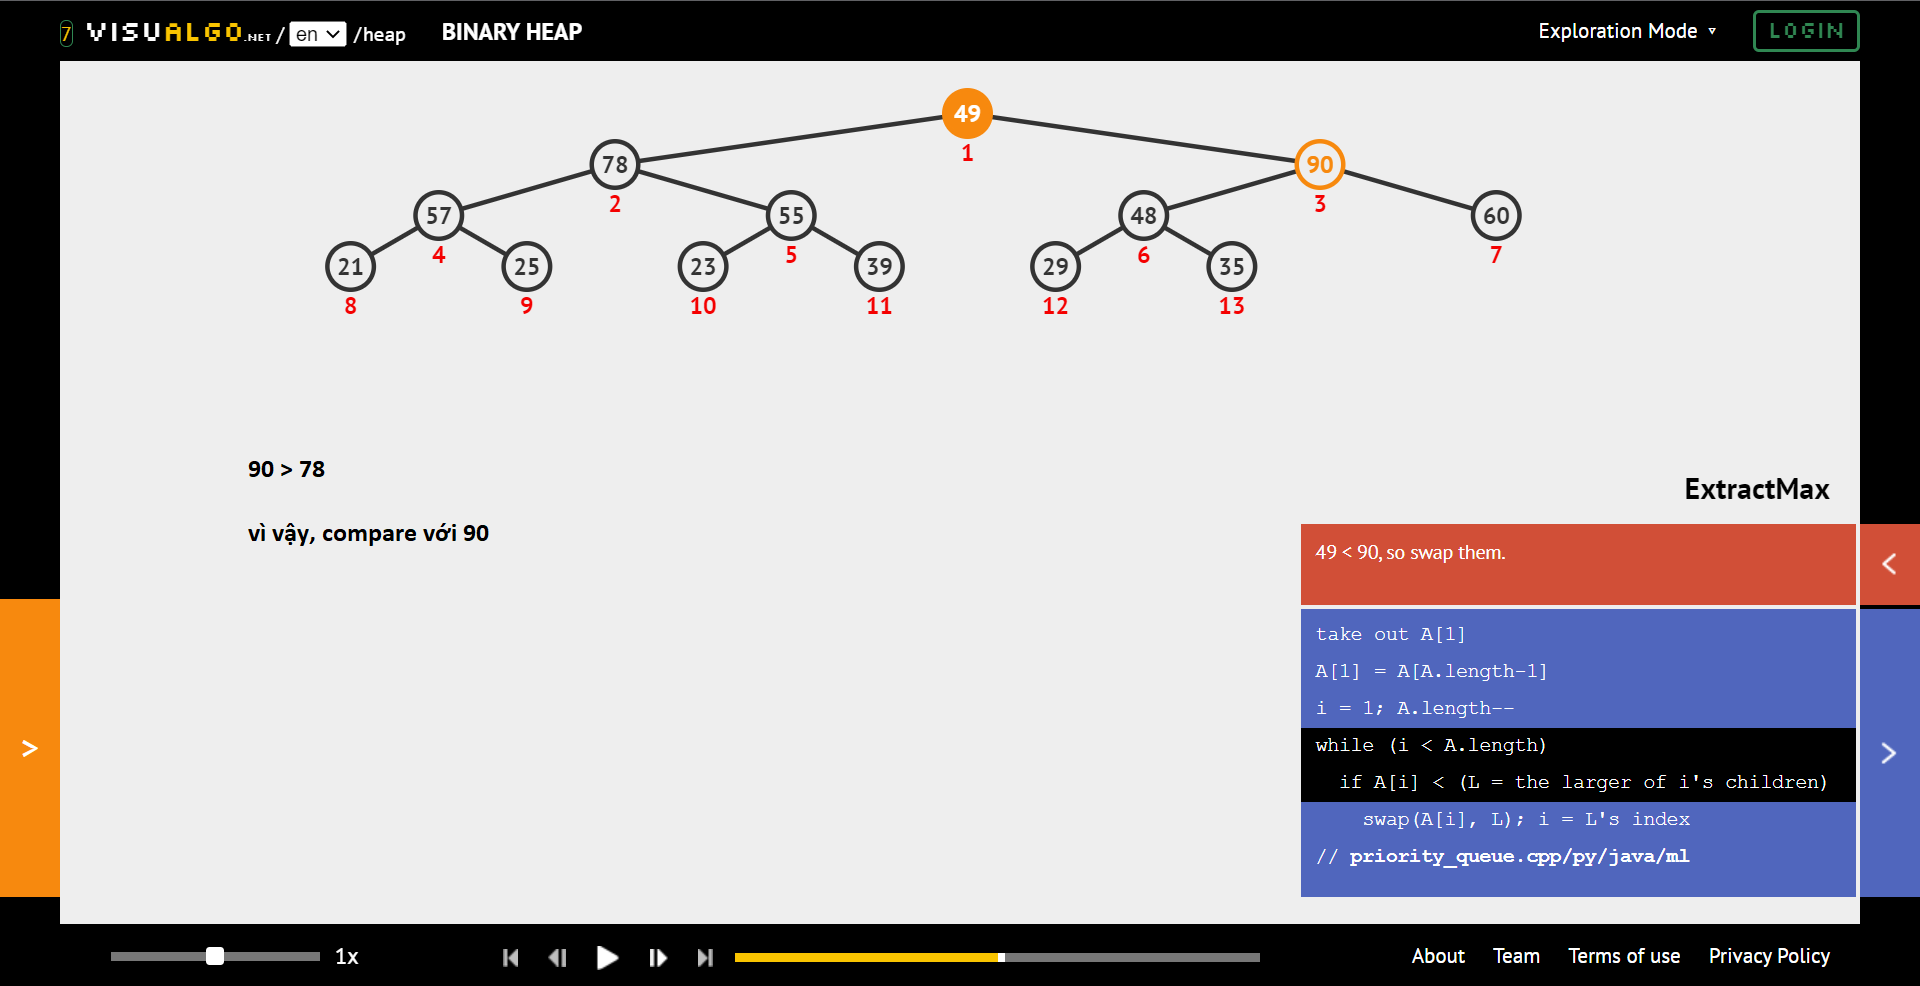 7 VISUALGO.NET / en /heap BINARY HEAP Exploration Mode ▾ LOGIN
49
1
78 90
2 3
57 55 48 60
4 5 6 7
21 25 23 39 29 35
8 9 10 11 12 13
90 > 78
vì vậy, compare với 90
ExtractMax
49 < 90, so swap them.
take out A[1]
A[1] = A[A.length-1]
i = 1; A.length--
while (i < A.length)
if A[i] < (L = the larger of i's children)
swap(A[i], L); i = L's index
// priority_queue.cpp/py/java/ml
1x About Team Terms of use Privacy Policy